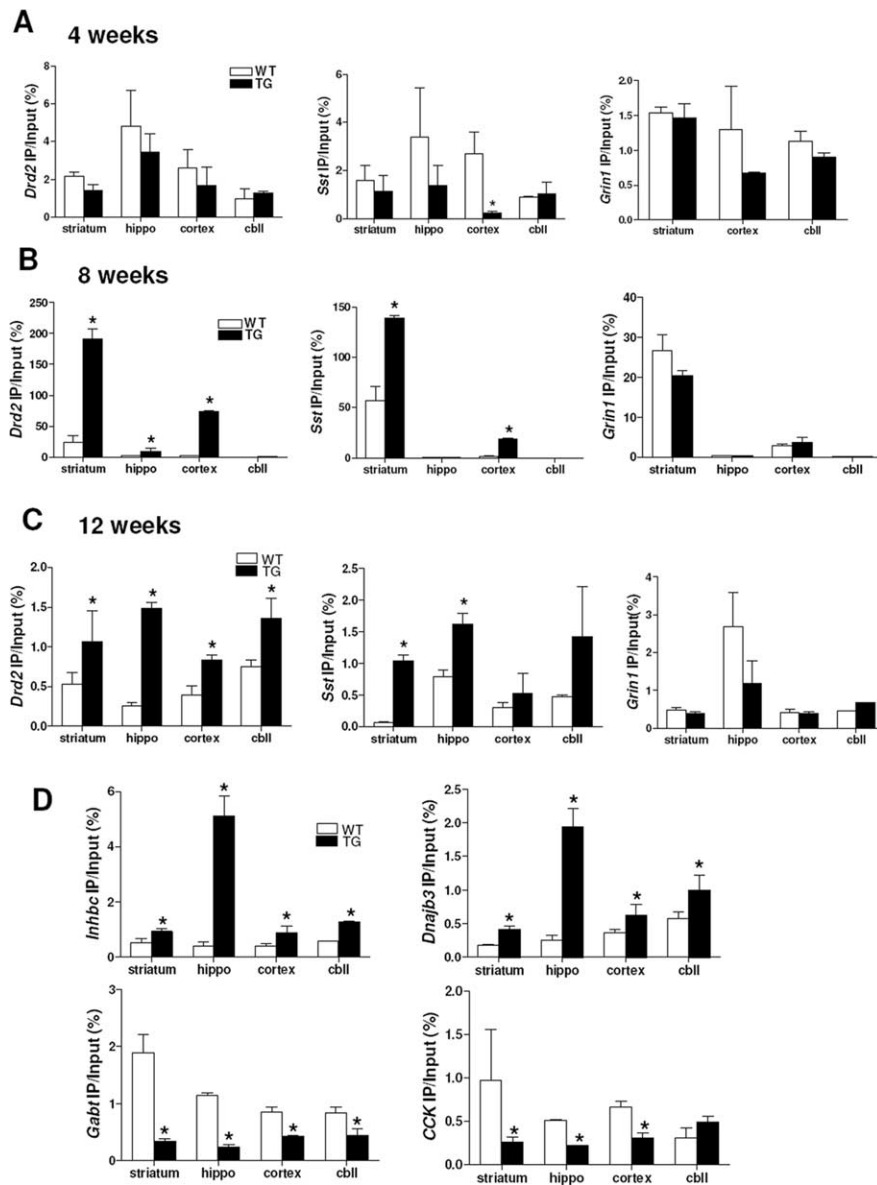 A
4 weeks
Drd2 IP/Input (%)
8
6
4
2
0
WT
TG
striatum hippo cortex cbll
Sst IP/Input (%)
6
4
2
0
*
striatum hippo cortex cbll
Grin1 IP/Input (%)
2.0
1.5
1.0
0.5
0.0
striatum cortex cbll
B
8 weeks
Drd2 IP/Input (%)
250
200
150
100
50
0
* * *
WT
TG
striatum hippo cortex cbll
Sst IP/Input (%)
150
100
50
0
* *
striatum hippo cortex cbll
Grin1 IP/Input (%)
40
30
20
10
0
striatum hippo cortex cbll
C
12 weeks
Drd2 IP/Input (%)
2.0
1.5
1.0
0.5
0.0
WT
TG
* * * *
striatum hippo cortex cbll
Sst IP/Input (%)
2.5
2.0
1.5
1.0
0.5
0.0
* *
striatum hippo cortex cbll
Grin1 IP/Input(%)
4
3
2
1
0
striatum hippo cortex cbll
D
Inhbc IP/Input (%)
6
4
2
0
* * * *
WT
TG
striatum hippo cortex cbll
Dnajb3 IP/Input (%)
2.5
2.0
1.5
1.0
0.5
0.0
* * * *
striatum hippo cortex cbll
Gabt IP/Input (%)
3
2
1
0
* * * *
striatum hippo cortex cbll
CCK IP/Input (%)
2.0
1.5
1.0
0.5
0.0
* * *
striatum hippo cortex cbll